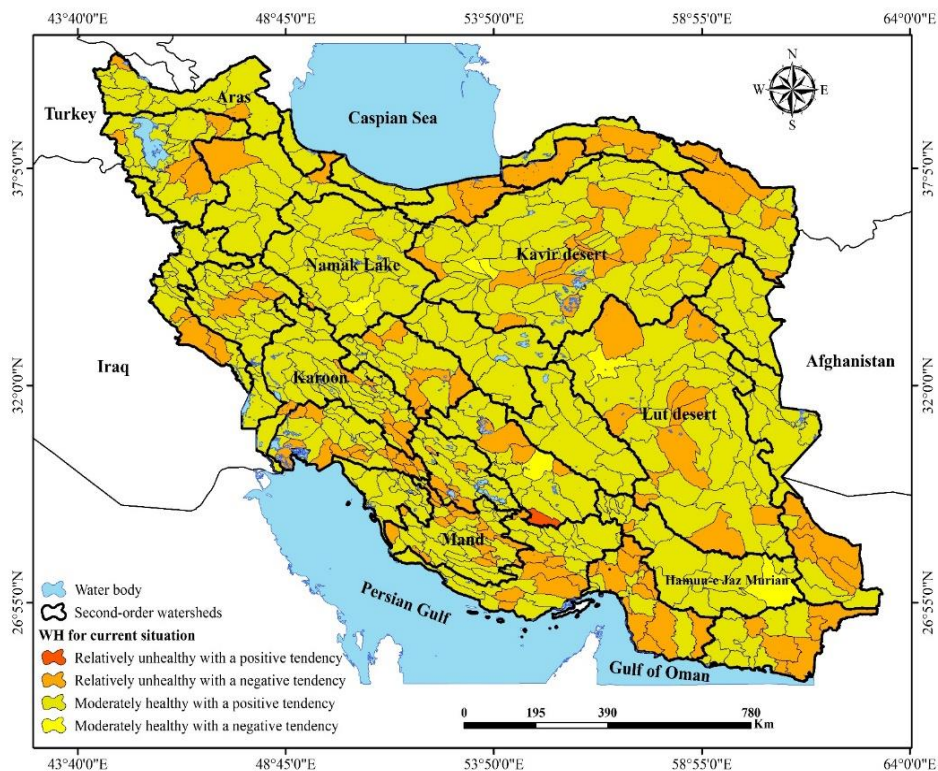 43°40'0"E 48°45'0"E 53°50'0"E 58°55'0"E 64°0'0"E
N
W E
S
Turkey
Aras
Caspian Sea
37°5'0"N
37°5'0"N
Namak Lake
Kavir desert
Iraq
Afghanistan
32°0'0"N
32°0'0"N
Karoon
Lut desert
Mand
Hamun-e Jaz Murian
Persian Gulf
26°55'0"N
26°55'0"N
Gulf of Oman
Water body
Second-order watersheds
WH for current situation
Relatively unhealthy with a positive tendency
Relatively unhealthy with a negative tendency
Moderately healthy with a positive tendency
Moderately healthy with a negative tendency
0 195 390 780
Km
43°40'0"E 48°45'0"E 53°50'0"E 58°55'0"E 64°0'0"E